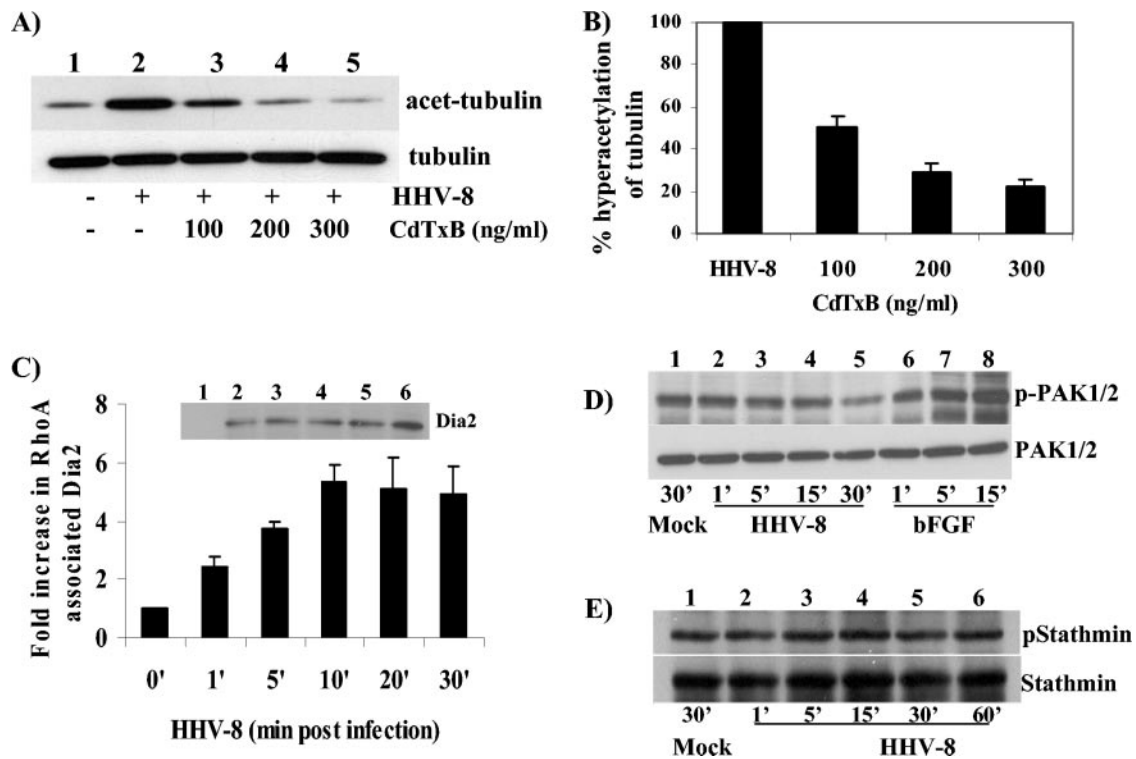 A)
1 2 3 4 5
acet-tubulin
tubulin
- + + + + HHV-8
- - 100 200 300 CdTxB (ng/ml)
B)
% hyperacetylation
of tubulin
100
80
60
40
20
0
HHV-8 100 200 300
CdTxB (ng/ml)
C)
Fold increase in RhoA
associated Dia2
8
6
4
2
0
1 2 3 4 5 6
Dia2
0' 1' 5' 10' 20' 30'
HHV-8 (min post infection)
D)
1 2 3 4 5 6 7 8
p-PAK1/2
PAK1/2
30’ 1’ 5’ 15’ 30’ 1’ 5’ 15’
Mock HHV-8 bFGF
E)
1 2 3 4 5 6
pStathmin
Stathmin
30’ 1’ 5’ 15’ 30’ 60’
Mock HHV-8